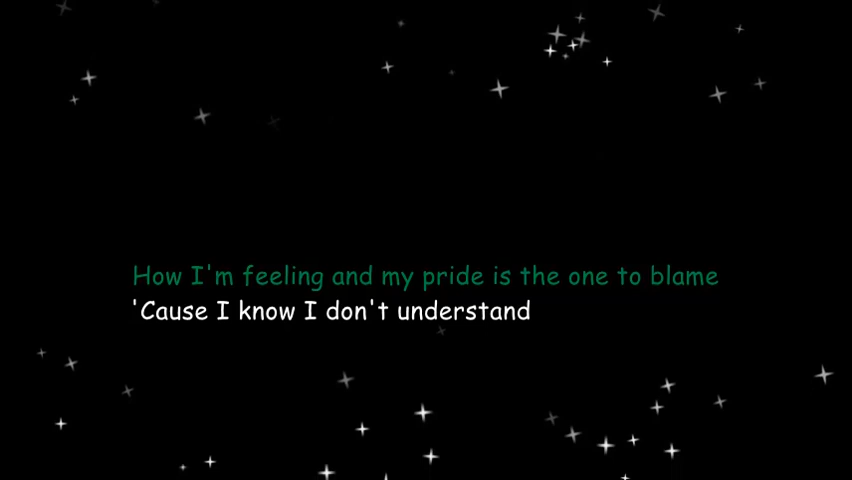 How I'm feeling and my pride is the one to blame
'Cause I know I don't understand